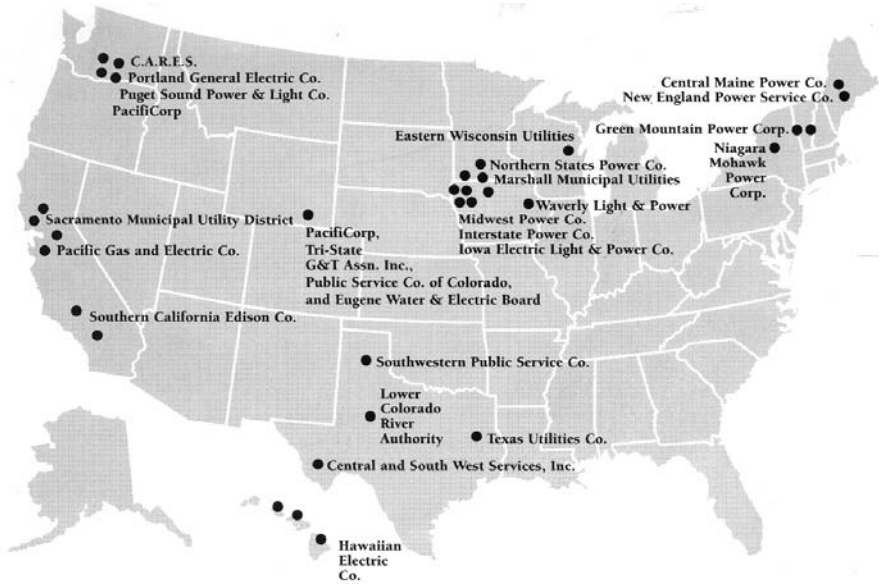 C.A.R.E.S.
Portland General Electric Co.
Puget Sound Power & Light Co.
PacifiCorp
Central Maine Power Co.
New England Power Service Co.
Green Mountain Power Corp.
Niagara
Mohawk
Power
Corp.
Eastern Wisconsin Utilities
Northern States Power Co.
Marshall Municipal Utilities
Waverly Light & Power
Midwest Power Co.
Interstate Power Co.
Iowa Electric Light & Power Co.
Sacramento Municipal Utility District
Pacific Gas and Electric Co.
PacifiCorp,
Tri-State
G&T Assn. Inc.,
Public Service Co. of Colorado,
and Eugene Water & Electric Board
Southern California Edison Co.
Southwestern Public Service Co.
Lower
Colorado
River
Authority
Texas Utilities Co.
Central and South West Services, Inc.
Hawaiian
Electric
Co.